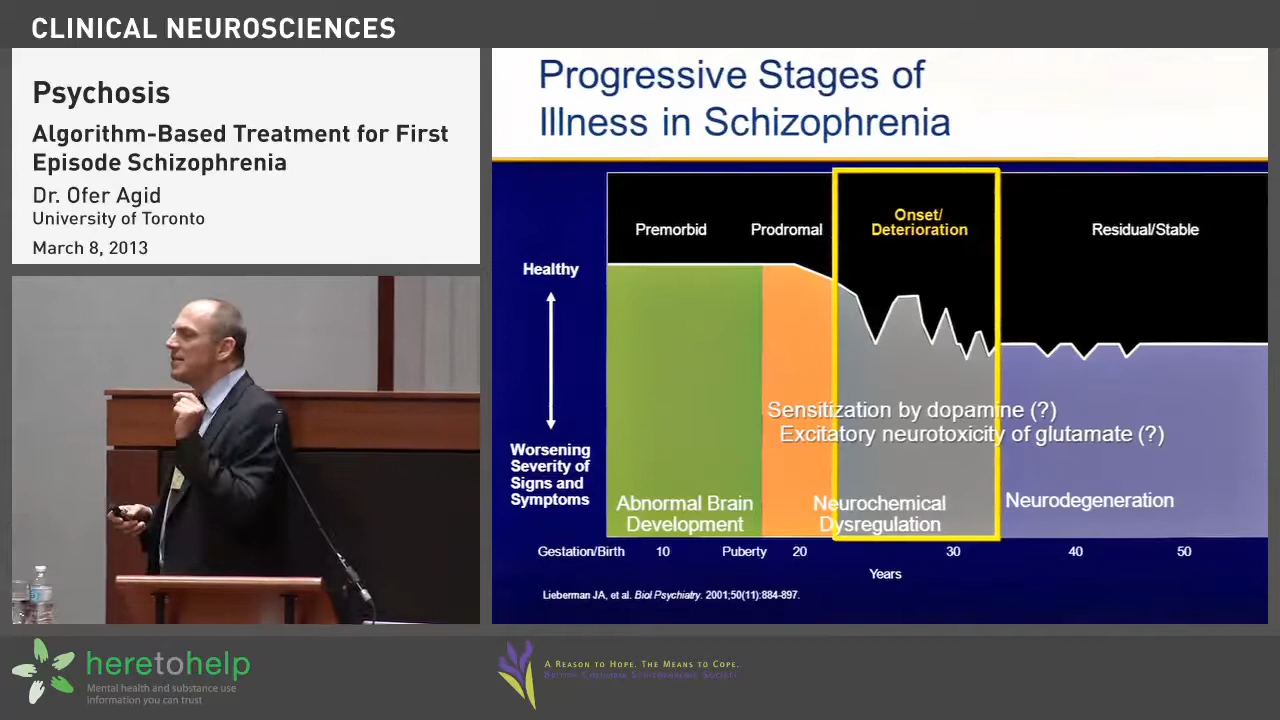 CLINICAL NEUROSCIENCES
Psychosis
Algorithm-Based Treatment for First
Episode Schizophrenia
Dr. Ofer Agid
University of Toronto
March 8, 2013
Progressive Stages of
Illness in Schizophrenia
Premorbid
Prodromal
Onset/
Deterioration
Residual/Stable
Healthy
Worsening
Severity of
Signs and
Symptoms
Sensitization by dopamine (?)
Excitatory neurotoxicity of glutamate (?)
Abnormal Brain
Development
Neurochemical
Dysregulation
Neurodegeneration
Gestation/Birth 10 Puberty 20 30 40 50
Years
Lieberman JA, et al. Biol Psychiatry. 2001;50(11):884-897.
heretohelp
Mental health and substance use
information you can trust
A Reason to Hope. The Means to Cope.
British Columbia Schizophrenia Society